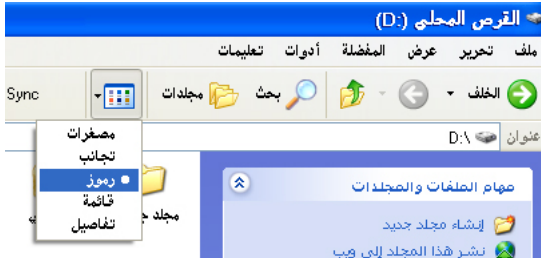 القرص المحلي (D:)
ملف تحرير عرض المفضلة أدوات تعليمات
الخلف بحث مجلدات Sync
عنوان D:\
مصغرات
تجانب
رموز
قائمة
تفاصيل
مجلد
مهام الملفات والمجلدات
إنشاء مجلد جديد
نشر هذا المجلد إلى ويب